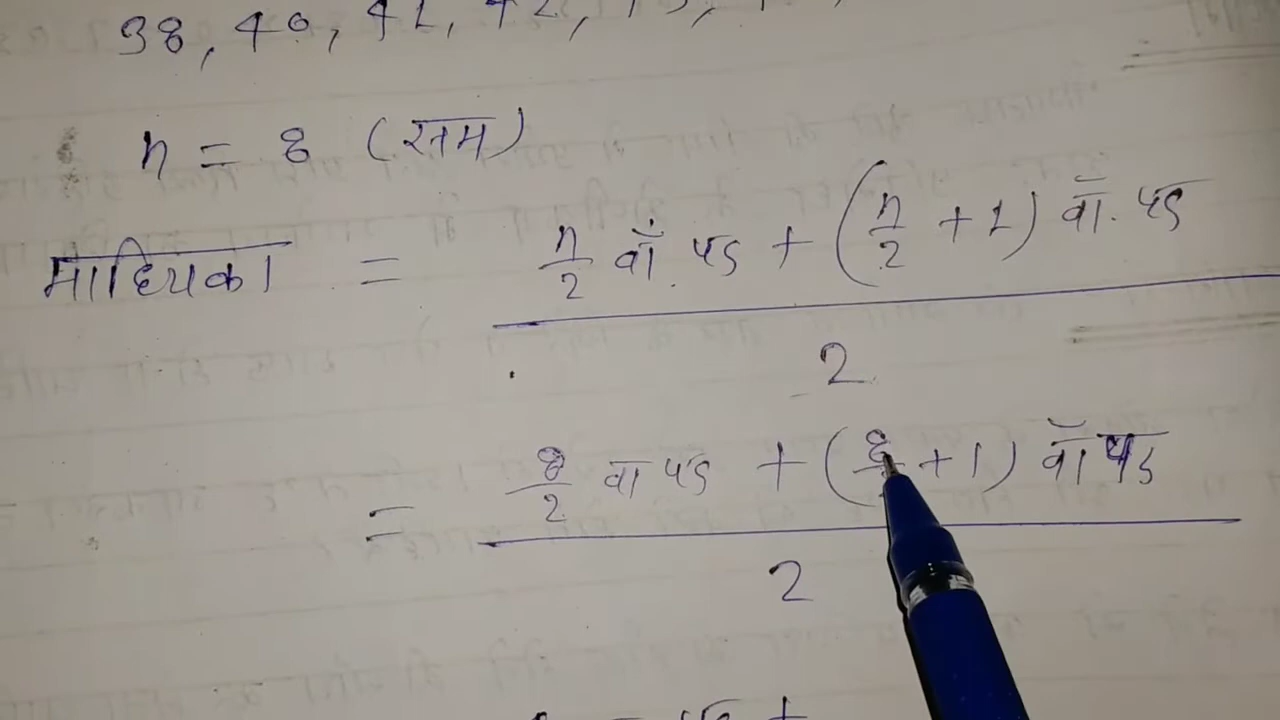 38, 40, 41, 42,
n = 8 (सम)
माध्यिका = n/2 वाँ पद + (n/2 + 1) वाँ. पद
2
= 8/2 वा पद + (8/ + 1) वाँ पद
2
पद +